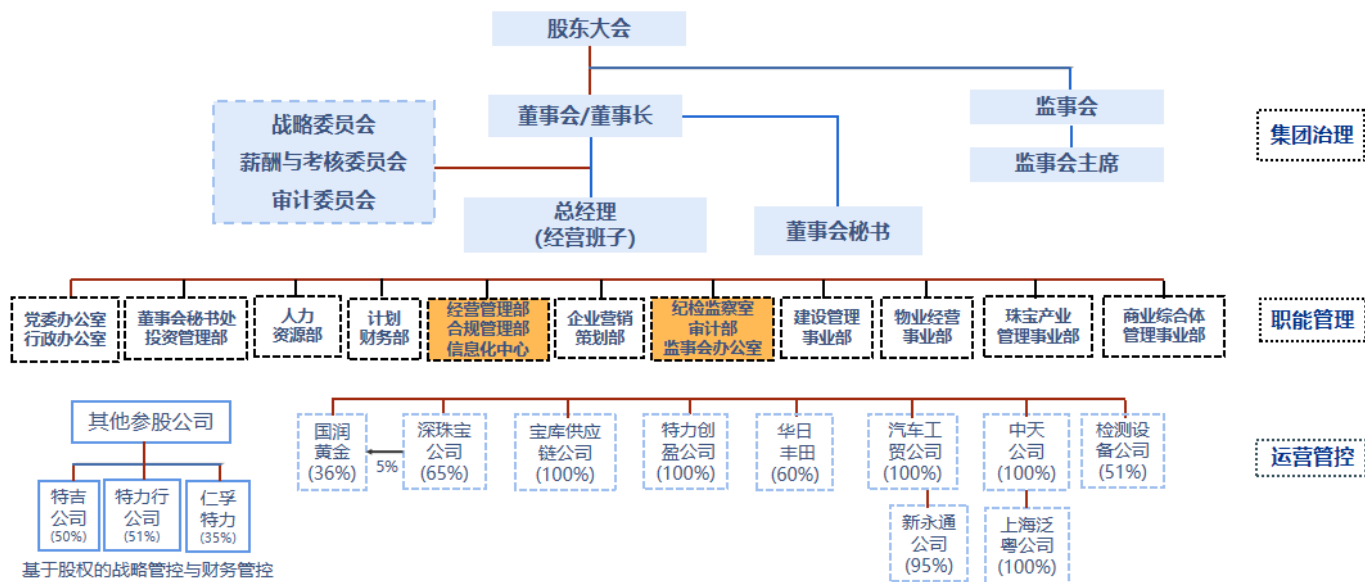 股东大会
董事会/董事长
监事会
战略委员会
薪酬与考核委员会
审计委员会
监事会主席
总经理
(经营班子)
董事会秘书
集团治理
党委办公室
行政办公室
董事会秘书处
投资管理部
人力
资源部
计划
财务部
经营管理部
合规管理部
信息化中心
企业营销
策划部
纪检监察室
审计部
监事会办公室
建设管理
事业部
物业经营
事业部
珠宝产业
管理事业部
商业综合体
管理事业部
职能管理
其他参股公司
特吉
公司
(50%)
特力行
公司
(51%)
仁孚
特力
(35%)
基于股权的战略管控与财务管控
国润
黄金
(36%)
5%
深珠宝
公司
(65%)
宝库供应
链公司
(100%)
特力创
盈公司
(100%)
华日
丰田
(60%)
汽车工
贸公司
(100%)
中天
公司
(100%)
检测设
备公司
(51%)
新永通
公司
(95%)
上海泛
粤公司
(100%)
运营管控